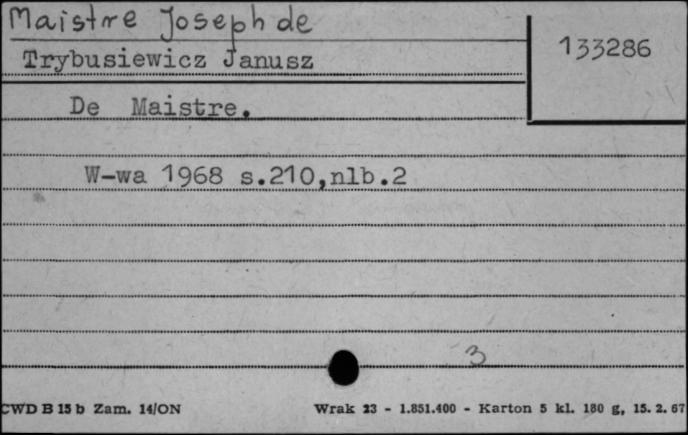 Maistre Joseph de
Trybusiewicz Janusz
133286
De Maistre.
W-wa 1968 s.210,nlb.2
3
CWD B 15 b Zam. 14/ON
Wrak 23 - 1.851.400 - Karton 5 kl. 180 g, 15. 2. 67